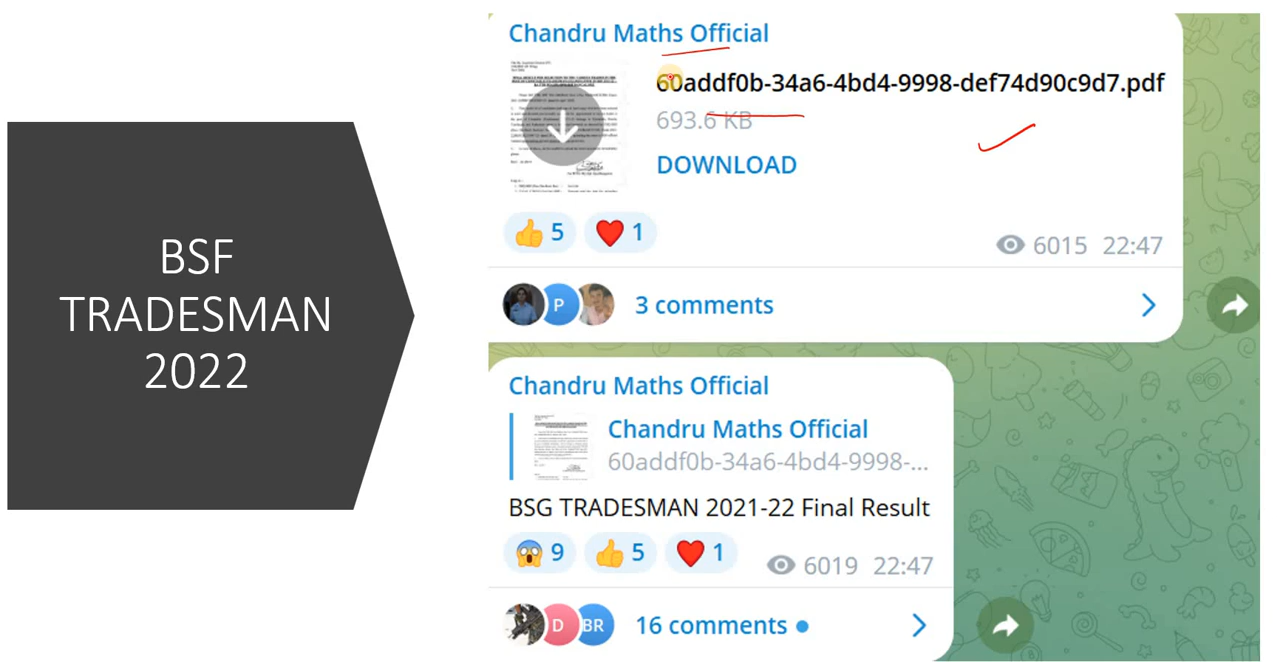 BSF
TRADESMAN
2022
Chandru Maths Official
60addf0b-34a6-4bd4-9998-def74d90c9d7.pdf
693.6 KB
DOWNLOAD
👍 5 ❤️ 1
6015 22:47
P
3 comments
Chandru Maths Official
Chandru Maths Official
60addf0b-34a6-4bd4-9998-...
BSG TRADESMAN 2021-22 Final Result
😱 9 👍 5 ❤️ 1
6019 22:47
D BR
16 comments